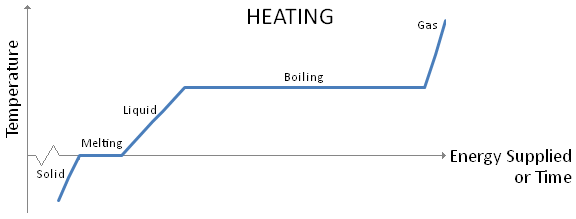 HEATING
Gas
Temperature
Boiling
Liquid
Melting
Solid
Energy Supplied
or Time